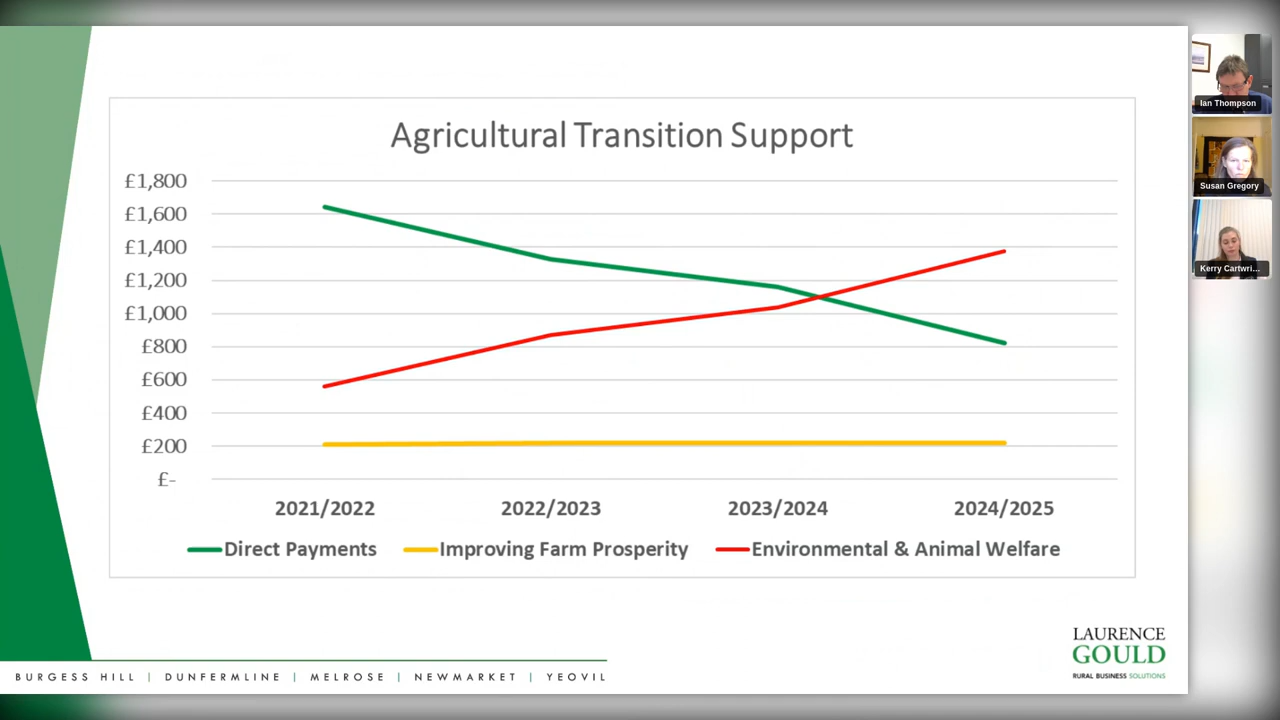 Agricultural Transition Support
£1,800
£1,600
£1,400
£1,200
£1,000
£800
£600
£400
£200
£-
2021/2022 2022/2023 2023/2024 2024/2025
Direct Payments Improving Farm Prosperity Environmental & Animal Welfare
LAURENCE
GOULD
RURAL BUSINESS SOLUTIONS
BURGESS HILL | DUNFERMLINE | MELROSE | NEWMARKET | YEOVIL
Ian Thompson
Susan Gregory
Kerry Cartwri...